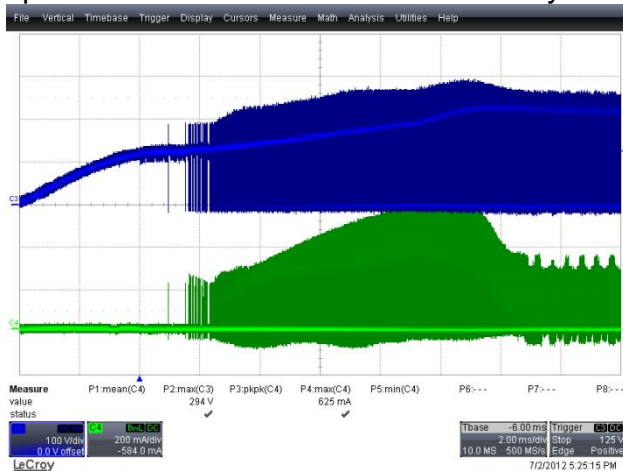 File Vertical Timebase Trigger Display Cursors Measure Math Analysis Utilities Help
C3
C4
Measure P1:mean(C4) P2:max(C3) P3:pkpk(C4) P4:max(C4) P5:min(C4) P6:- - - P7:- - - P8:- - -
value 294 V 625 mA
status
C4 BwL DC
100 V/div 200 mA/div
0.0 V offset -584.0 mA
Tbase -6.00 ms Trigger C3 DC
2.00 ms/div Stop 125 V
10.0 MS 500 MS/s Edge Positive
LeCroy 7/2/2012 5:25:15 PM